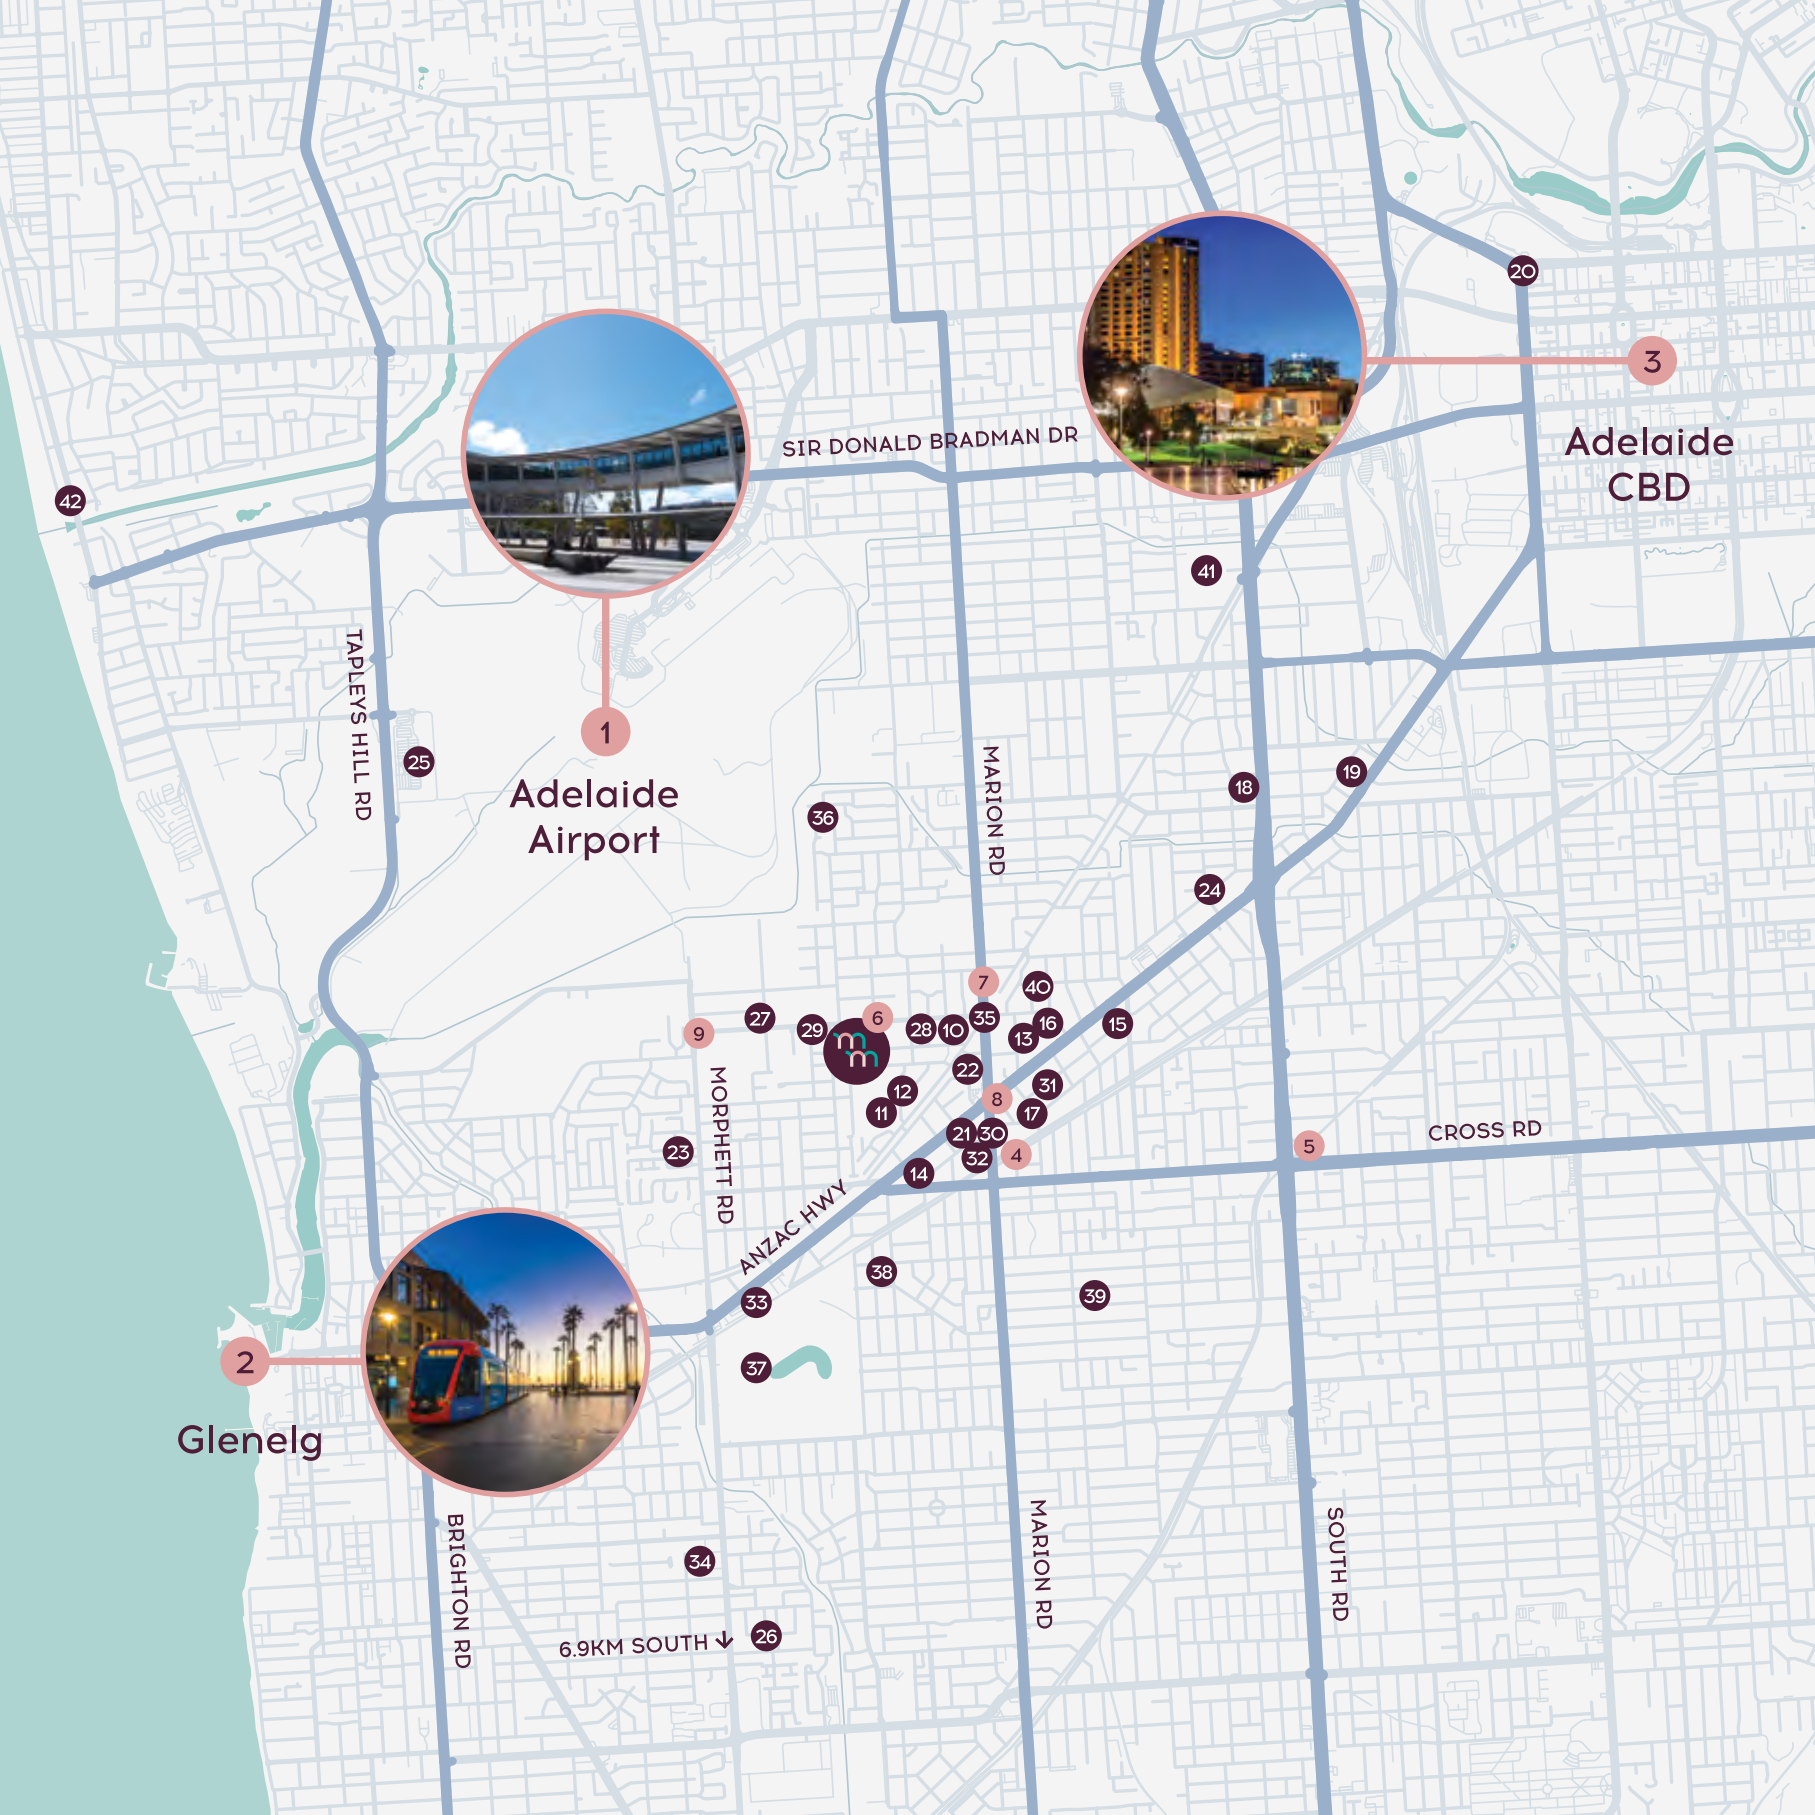 20
3
SIR DONALD BRADMAN DR
Adelaide
CBD
42
41
TAPLEYS HILL RD
1
25
Adelaide
Airport
MARION RD
18
19
36
24
7
40
27
6
35
29
28
10
16
15
9
13
mm
22
MORPHETT RD
12
31
8
11
17
21
30
CROSS RD
5
23
32
4
14
ANZAC HWY
38
33
39
2
37
Glenelg
BRIGHTON RD
MARION RD
SOUTH RD
34
6.9KM SOUTH ↓
26